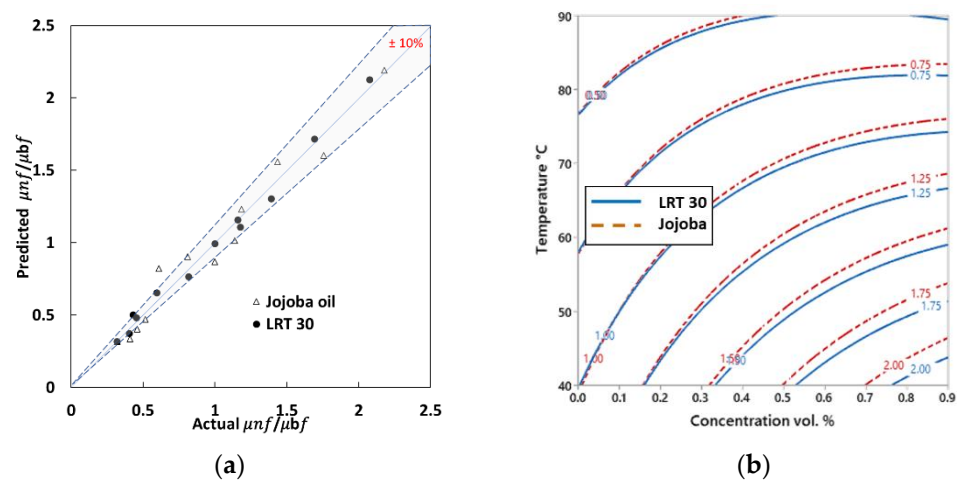 2.5
2
1.5
1
0.5
0
Predicted μnf/μbf
± 10%
Jojoba oil
LRT 30
0 0.5 1 1.5 2 2.5
Actual μnf/μbf
(a)
90
80
70
60
50
40
Temperature °C
0.50
0.75
0.75
1.25
1.25
LRT 30
Jojoba
1.75
1.75
1.00
1.00
1.50
2.00
2.00
0.0 0.1 0.2 0.3 0.4 0.5 0.6 0.7 0.8 0.9
Concentration vol. %
(b)